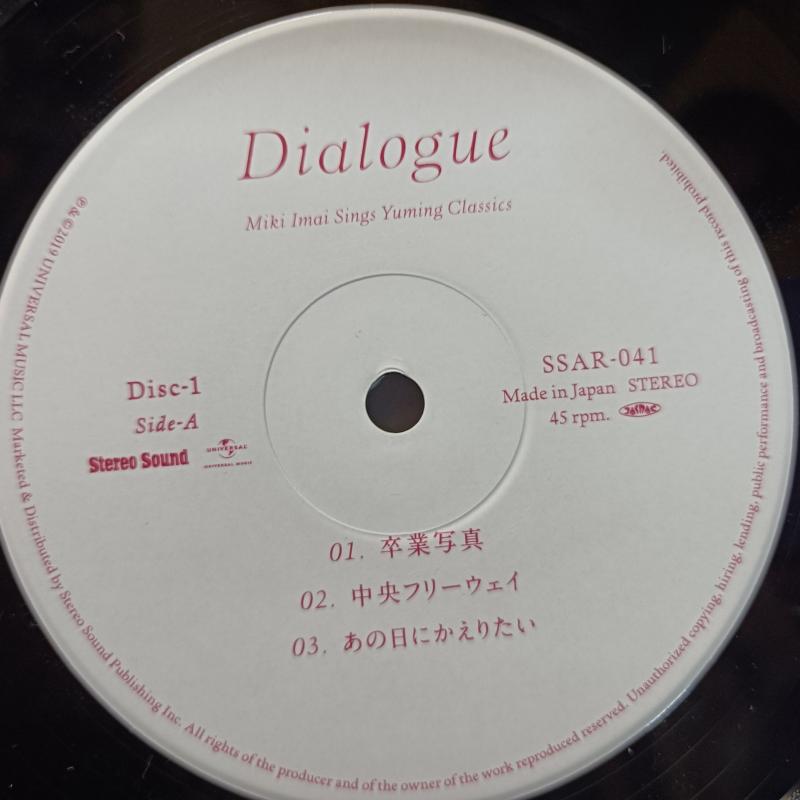 Dialogue
Miki Imai Sings Yuming Classics
Disc-1
Side-A
Stereo Sound
UNIVERSAL
UNIVERSAL MUSIC
SSAR-041
Made in Japan STEREO
45 rpm. JASRAC
01. 卒業写真
02. 中央フリーウェイ
03. あの日にかえりたい
℗&©2019 UNIVERSAL MUSIC LLC Marketed & Distributed by Stereo Sound Publishing Inc. All rights of the producer and of the owner of the work reproduced reserved. Unauthorized copying, hiring, lending, public performance and broadcasting of this record prohibited.